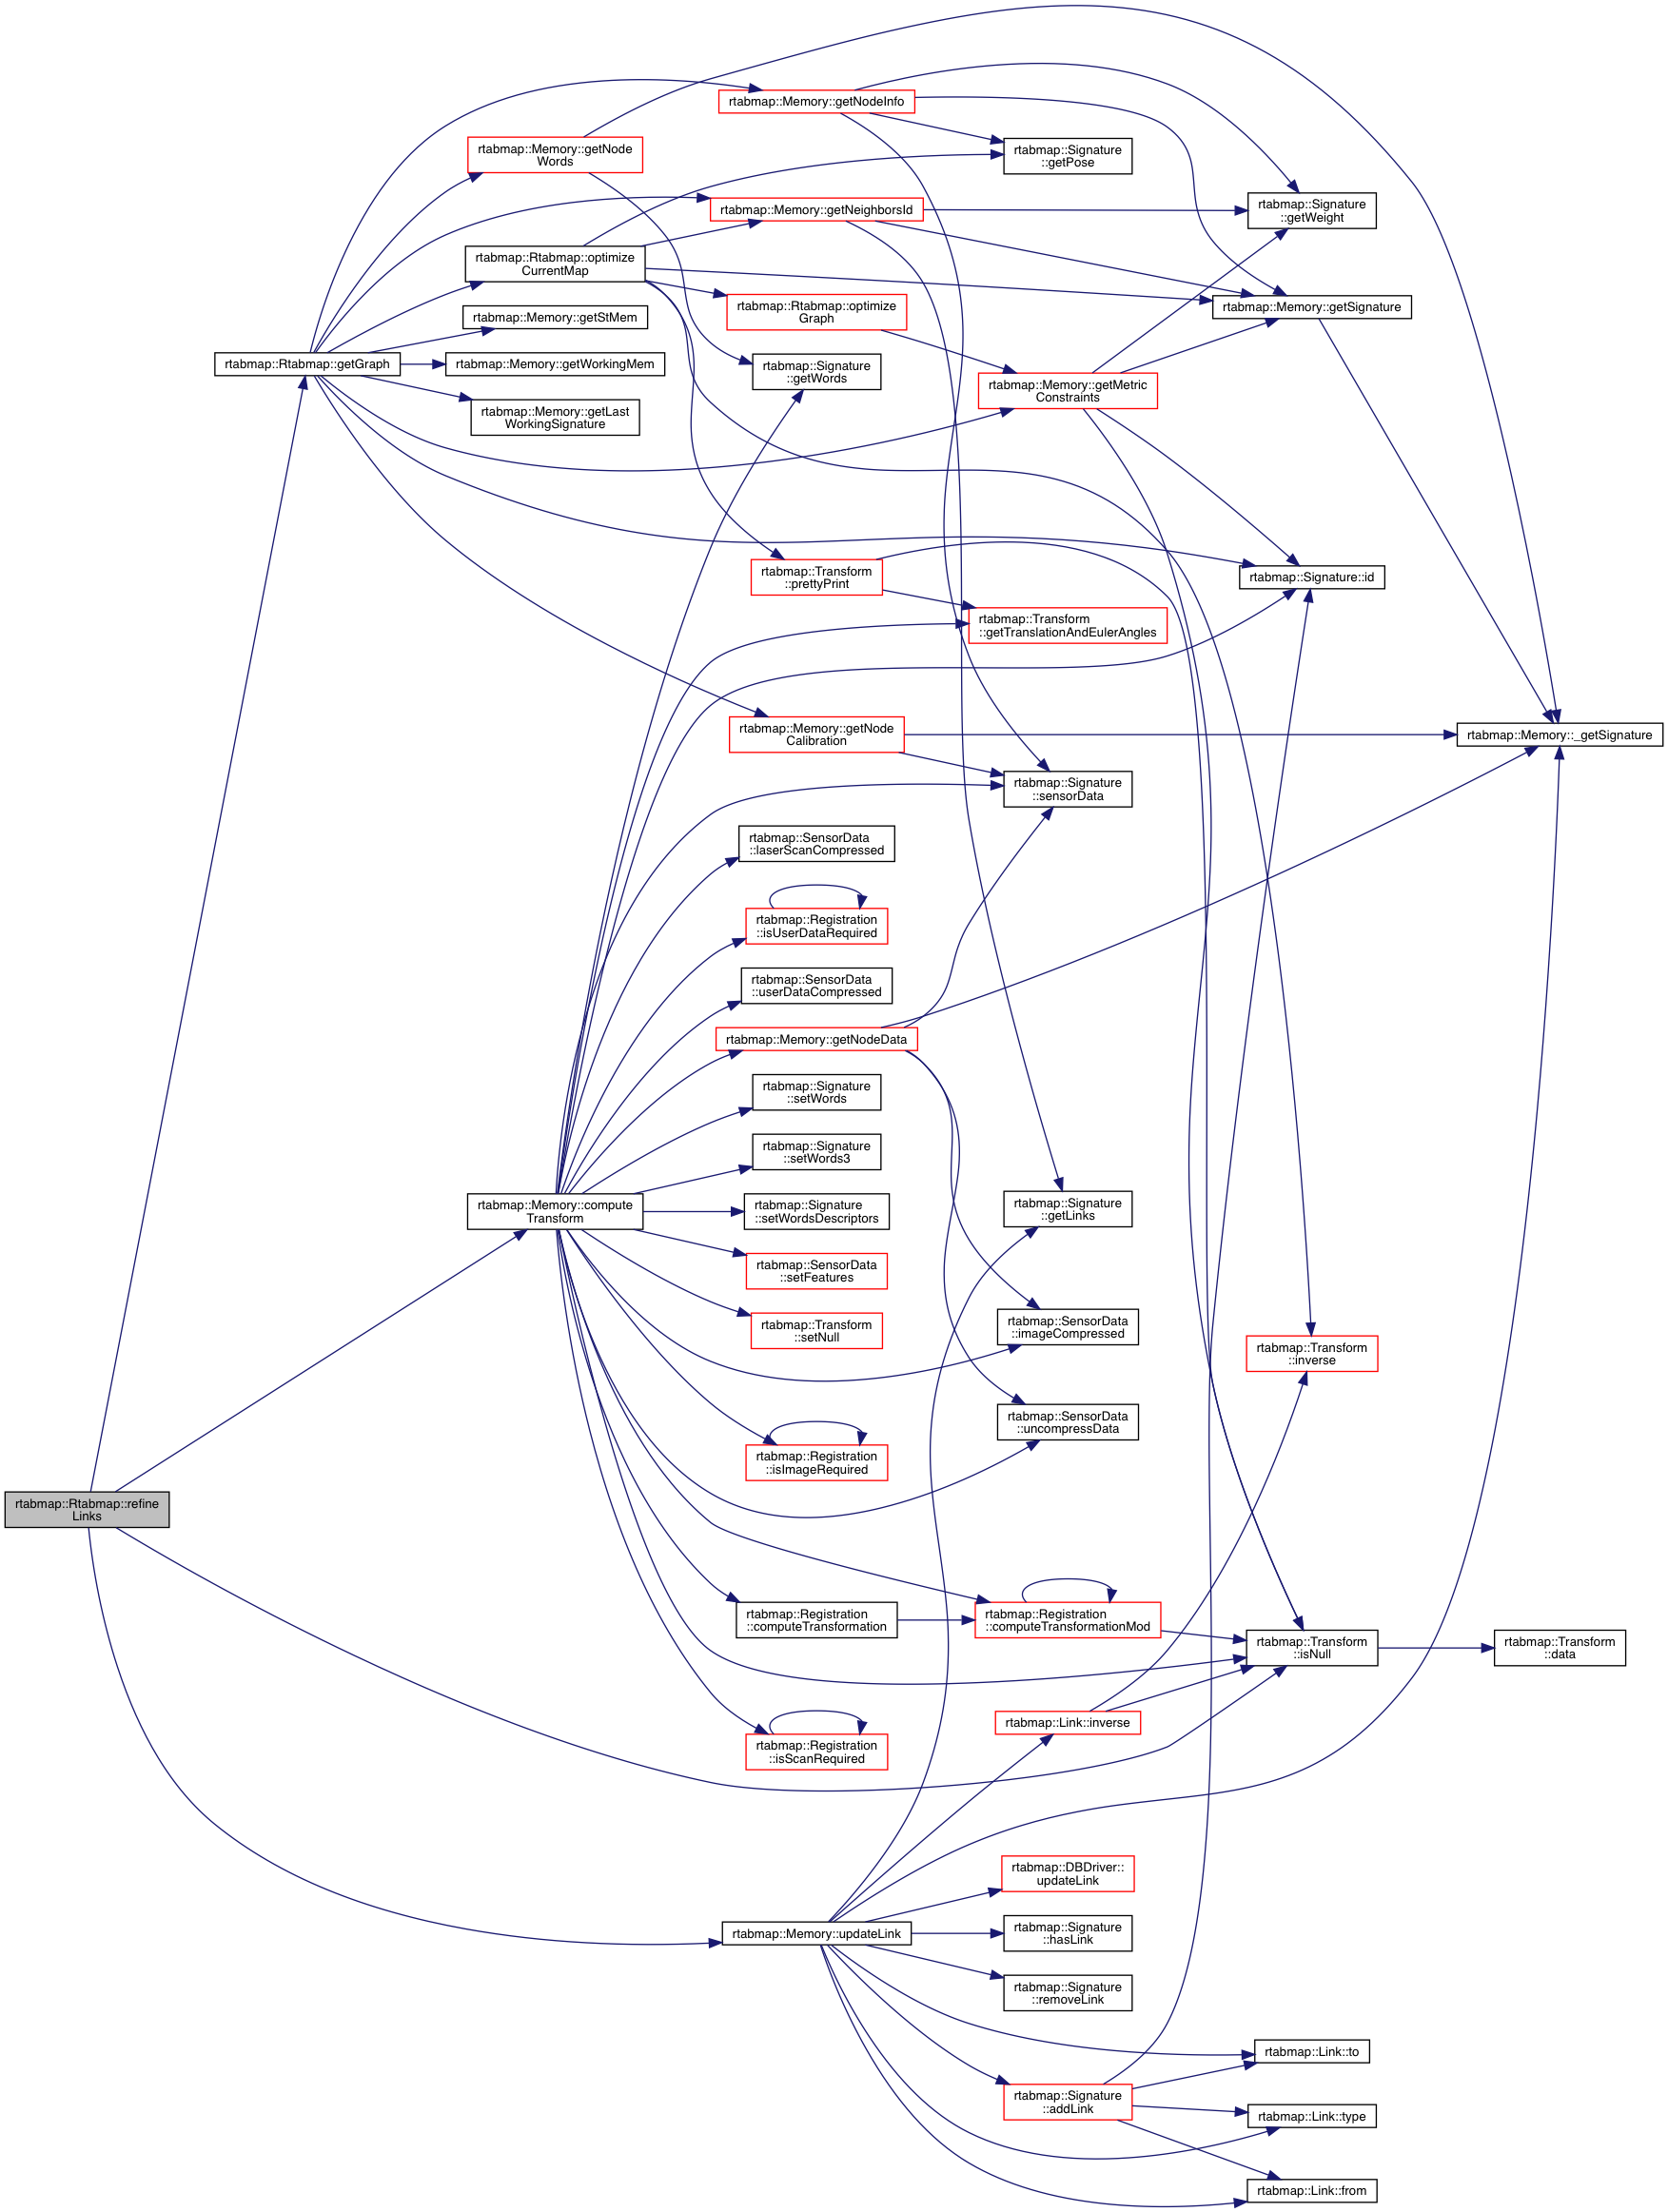 rtabmap::Memory::getNodeInfo
rtabmap::Memory::getNode
Words
rtabmap::Signature
::getPose
rtabmap::Memory::getNeighborsId
rtabmap::Signature
::getWeight
rtabmap::Rtabmap::optimize
CurrentMap
rtabmap::Memory::getStMem
rtabmap::Rtabmap::optimize
Graph
rtabmap::Memory::getSignature
rtabmap::Rtabmap::getGraph
rtabmap::Memory::getWorkingMem
rtabmap::Signature
::getWords
rtabmap::Memory::getMetric
Constraints
rtabmap::Memory::getLast
WorkingSignature
rtabmap::Transform
::prettyPrint
rtabmap::Signature::id
rtabmap::Transform
::getTranslationAndEulerAngles
rtabmap::Memory::getNode
Calibration
rtabmap::Memory::_getSignature
rtabmap::Signature
::sensorData
rtabmap::SensorData
::laserScanCompressed
rtabmap::Registration
::isUserDataRequired
rtabmap::SensorData
::userDataCompressed
rtabmap::Memory::getNodeData
rtabmap::Signature
::setWords
rtabmap::Signature
::setWords3
rtabmap::Memory::compute
Transform
rtabmap::Signature
::setWordsDescriptors
rtabmap::Signature
::getLinks
rtabmap::SensorData
::setFeatures
rtabmap::Transform
::setNull
rtabmap::SensorData
::imageCompressed
rtabmap::Transform
::inverse
rtabmap::SensorData
::uncompressData
rtabmap::Registration
::isImageRequired
rtabmap::Rtabmap::refine
Links
rtabmap::Registration
::computeTransformation
rtabmap::Registration
::computeTransformationMod
rtabmap::Transform
::isNull
rtabmap::Transform
::data
rtabmap::Link::inverse
rtabmap::Registration
::isScanRequired
rtabmap::DBDriver::
updateLink
rtabmap::Memory::updateLink
rtabmap::Signature
::hasLink
rtabmap::Signature
::removeLink
rtabmap::Link::to
rtabmap::Signature
::addLink
rtabmap::Link::type
rtabmap::Link::from